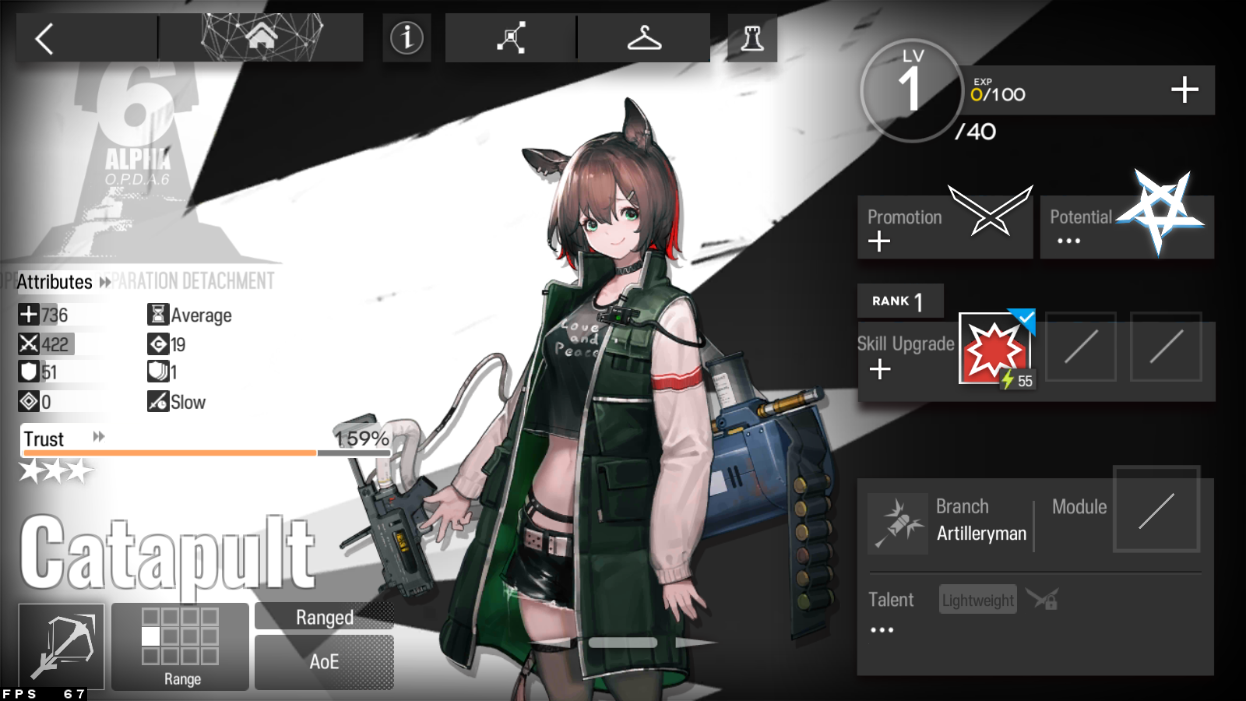 LV
1
EXP
0/100
/40
6
ALPHA
O.P.D.A.6
PARATION DETACHMENT
Promotion
Potential
Attributes
736
Average
422
19
51
1
0
Slow
RANK 1
Skill Upgrade
55
Trust
159%
Love
and
Peace
Catapult
Branch
Artilleryman
Module
Talent
Lightweight
Ranged
AoE
Range
FPS 67